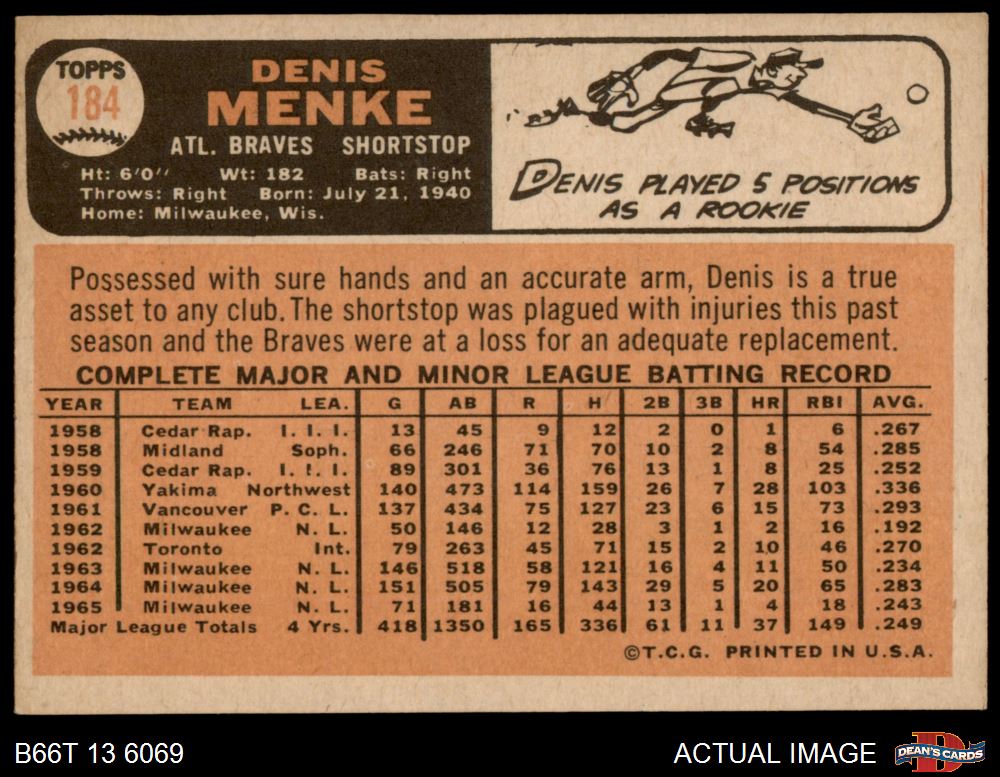 TOPPS
184
DENIS
MENKE
ATL. BRAVES SHORTSTOP
Ht: 6'0" Wt: 182 Bats: Right
Throws: Right Born: July 21, 1940
Home: Milwaukee, Wis.
DENIS PLAYED 5 POSITIONS
AS A ROOKIE
Possessed with sure hands and an accurate arm, Denis is a true
asset to any club. The shortstop was plagued with injuries this past
season and the Braves were at a loss for an adequate replacement.
COMPLETE MAJOR AND MINOR LEAGUE BATTING RECORD
YEAR TEAM LEA. G AB R H 2B 3B HR RBI AVG.
1958 Cedar Rap. I. I. I. 13 45 9 12 2 0 1 6 .267
1958 Midland Soph. 66 246 71 70 10 2 8 54 .285
1959 Cedar Rap. I. I. I. 89 301 36 76 13 1 8 25 .252
1960 Yakima Northwest 140 473 114 159 26 7 28 103 .336
1961 Vancouver P. C. L. 137 434 75 127 23 6 15 73 .293
1962 Milwaukee N. L. 50 146 12 28 3 1 2 16 .192
1962 Toronto Int. 79 263 45 71 15 2 10 46 .270
1963 Milwaukee N. L. 146 518 58 121 16 4 11 50 .234
1964 Milwaukee N. L. 151 505 79 143 29 5 20 65 .283
1965 Milwaukee N. L. 71 181 16 44 13 1 4 18 .243
Major League Totals 4 Yrs. 418 1350 165 336 61 11 37 149 .249
©T.C.G. PRINTED IN U.S.A.
B66T 13 6069
ACTUAL IMAGE
DEAN'S CARDS